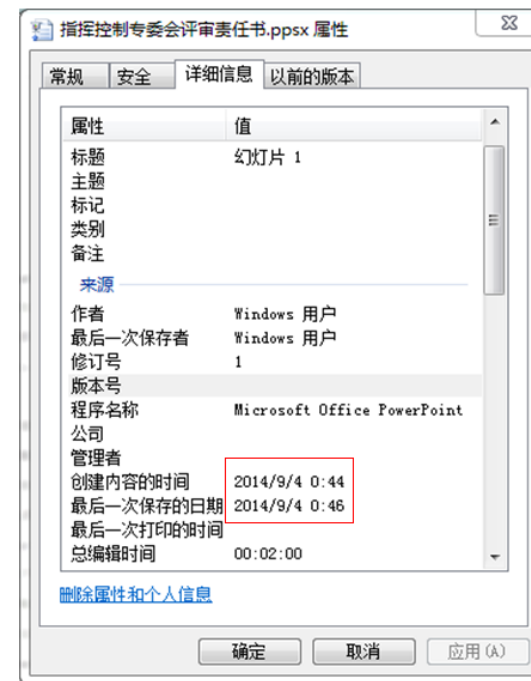 指挥控制专委会评审责任书.ppsx 属性
常规 安全 详细信息 以前的版本
属性 值
标题 幻灯片 1
主题
标记
类别
备注
来源
作者 Windows 用户
最后一次保存者 Windows 用户
修订号 1
版本号
程序名称 Microsoft Office PowerPoint
公司
管理者
创建内容的时间 2014/9/4 0:44
最后一次保存的日期 2014/9/4 0:46
最后一次打印的时间
总编辑时间 00:02:00
删除属性和个人信息
确定 取消 应用(A)